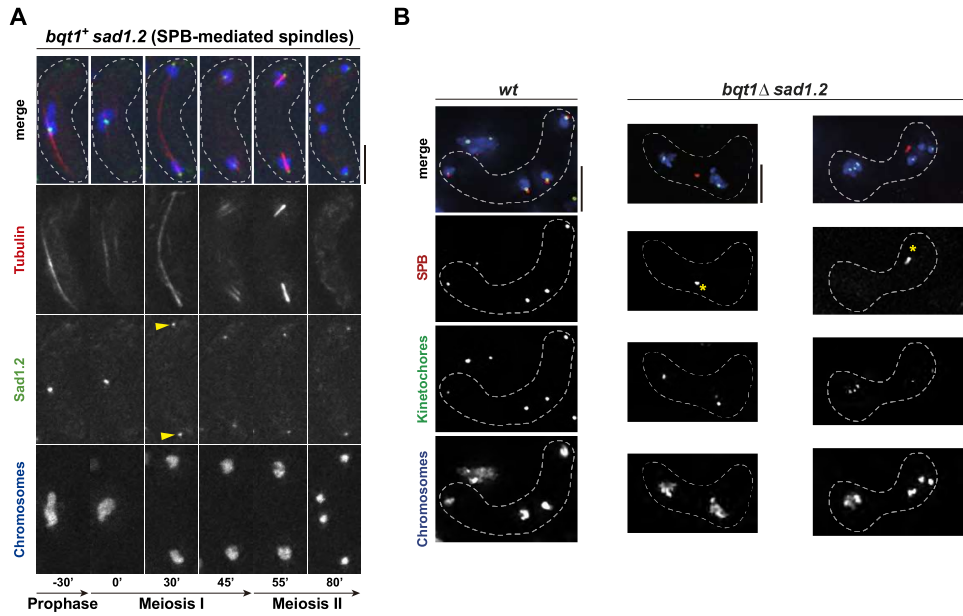 A
bqt1+ sad1.2 (SPB-mediated spindles)
merge
Tubulin
Sad1.2
Chromosomes
-30' 0' 30' 45' 55' 80'
Prophase Meiosis I Meiosis II
B
wt bqt1Δ sad1.2
merge
SPB
* *
Kinetochores
Chromosomes